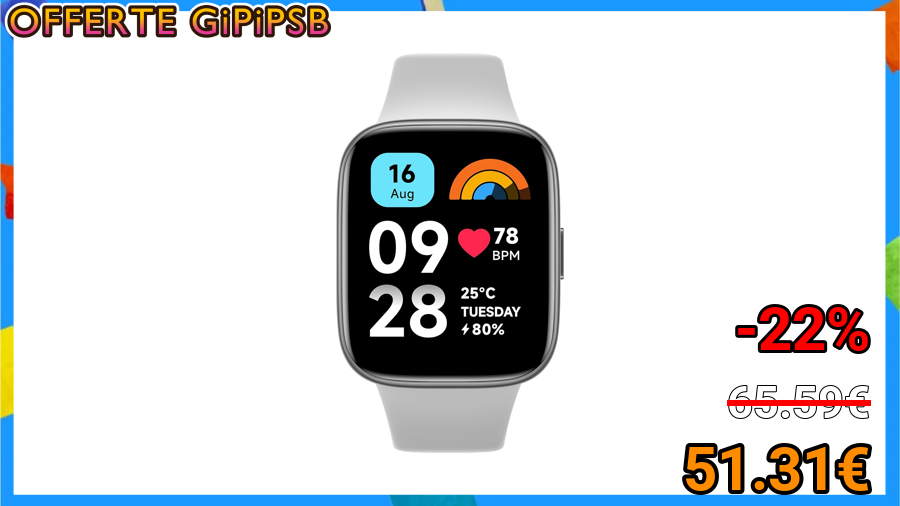 OFFERTE GiPiPSB
16
Aug
09
78
BPM
28
25°C
TUESDAY
80%
-22%
65.59€
51.31€